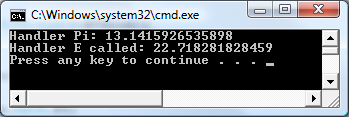 C:\Windows\system32\cmd.exe
Handler Pi: 13.1415926535898
Handler E called: 22.718281828459
Press any key to continue . . . _